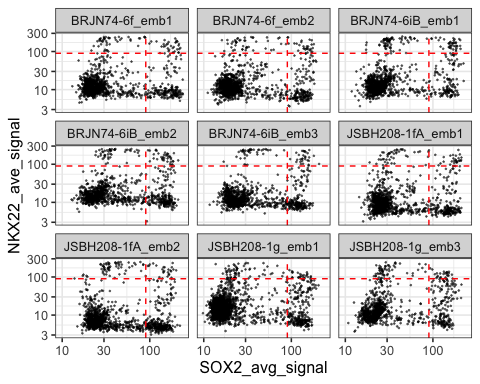 BRJN74-6f_emb1 BRJN74-6f_emb2 BRJN74-6iB_emb1
300
100
30
10
3
BRJN74-6iB_emb2 BRJN74-6iB_emb3 JSBH208-1fA_emb1
300
100
30
10
3
JSBH208-1fA_emb2 JSBH208-1g_emb1 JSBH208-1g_emb3
300
100
30
10
3
10 30 100 10 30 100 10 30 100
SOX2_avg_signal
NKX22_ave_signal